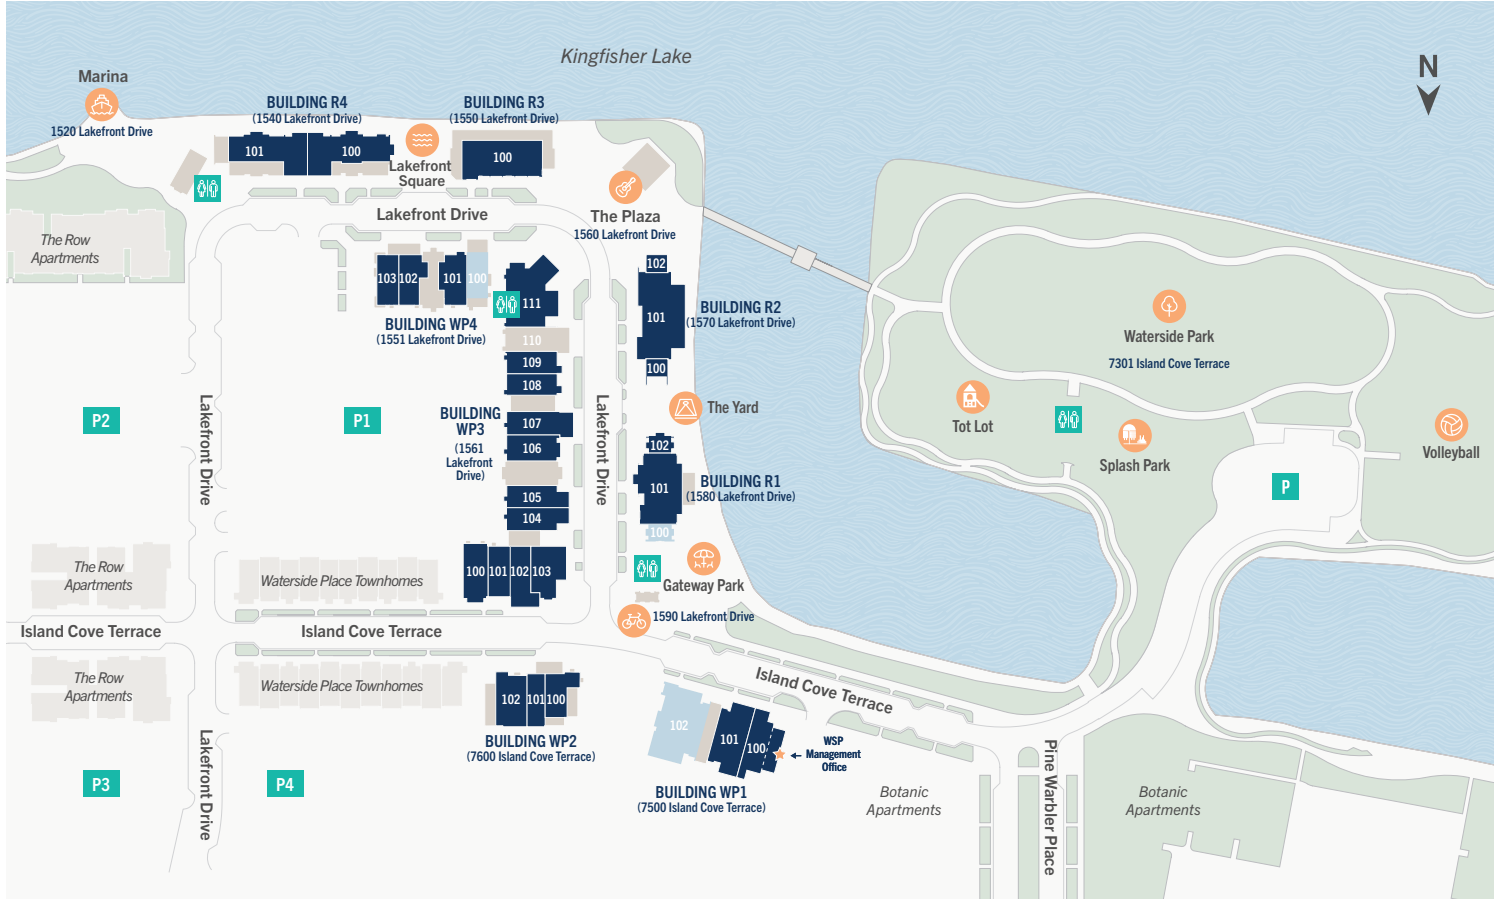 Kingfisher Lake
N
Marina
1520 Lakefront Drive
BUILDING R4
(1540 Lakefront Drive)
101
100
BUILDING R3
(1550 Lakefront Drive)
100
Lakefront
Square
Lakefront Drive
The Plaza
1560 Lakefront Drive
The Row
Apartments
103
102
101
100
BUILDING WP4
(1551 Lakefront Drive)
111
110
109
108
107
106
105
104
BUILDING
WP3
(1561
Lakefront
Drive)
100
101
102
103
102
101
100
BUILDING R2
(1570 Lakefront Drive)
The Yard
102
101
100
BUILDING R1
(1580 Lakefront Drive)
Gateway Park
1590 Lakefront Drive
Waterside Park
7301 Island Cove Terrace
Tot Lot
Splash Park
Volleyball
P
P2
P1
Lakefront Drive
Lakefront Drive
The Row
Apartments
Waterside Place Townhomes
Island Cove Terrace
Island Cove Terrace
The Row
Apartments
Waterside Place Townhomes
Island Cove Terrace
102
101
100
BUILDING WP2
(7600 Island Cove Terrace)
102
101
100
WSP
Management
Office
BUILDING WP1
(7500 Island Cove Terrace)
P3
Lakefront Drive
P4
Botanic
Apartments
Pine Warbler Place
Botanic
Apartments